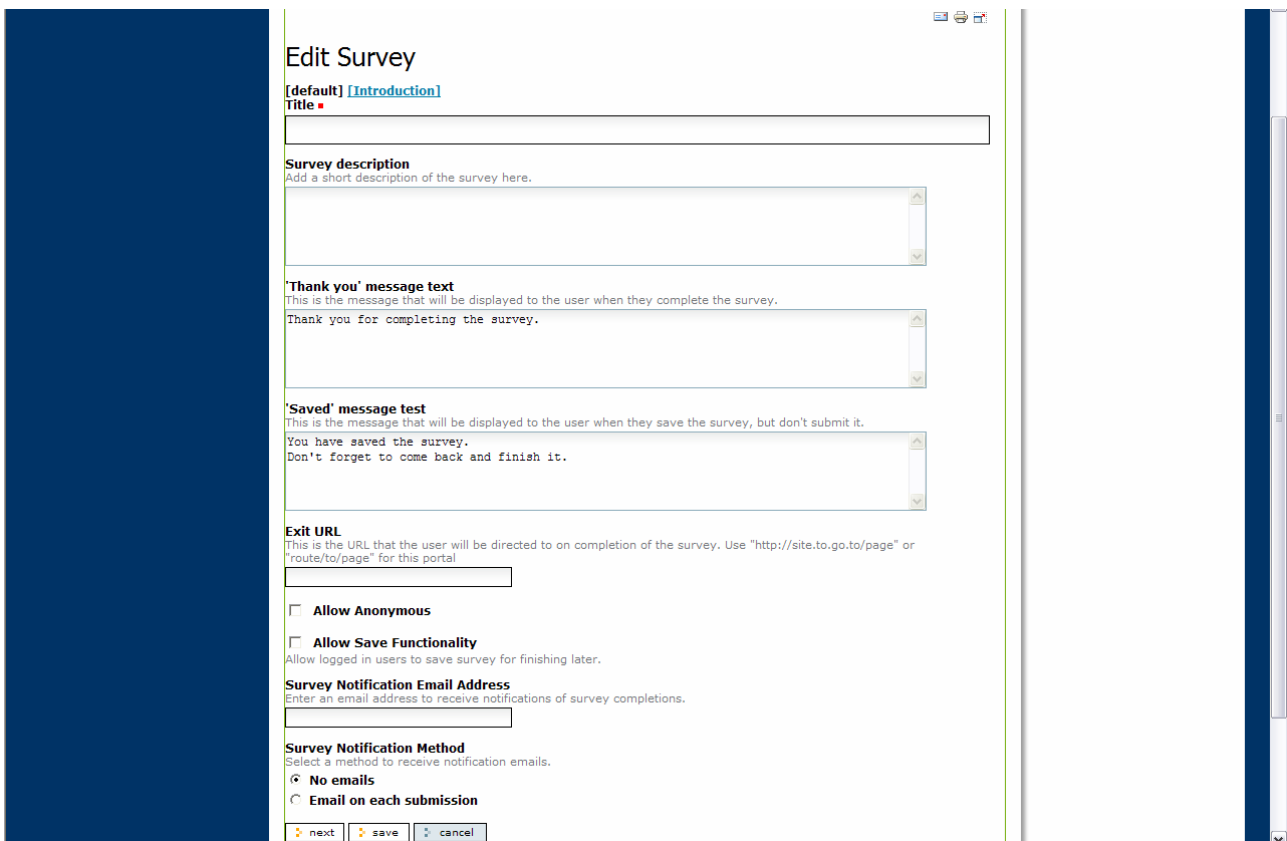 Edit Survey
[default] [Introduction]
Title
Survey description
Add a short description of the survey here.
'Thank you' message text
This is the message that will be displayed to the user when they complete the survey.
Thank you for completing the survey.
'Saved' message test
This is the message that will be displayed to the user when they save the survey, but don't submit it.
You have saved the survey.
Don't forget to come back and finish it.
Exit URL
This is the URL that the user will be directed to on completion of the survey. Use "http://site.to.go.to/page" or
"route/to/page" for this portal
Allow Anonymous
Allow Save Functionality
Allow logged in users to save survey for finishing later.
Survey Notification Email Address
Enter an email address to receive notifications of survey completions.
Survey Notification Method
Select a method to receive notification emails.
No emails
Email on each submission
next save cancel